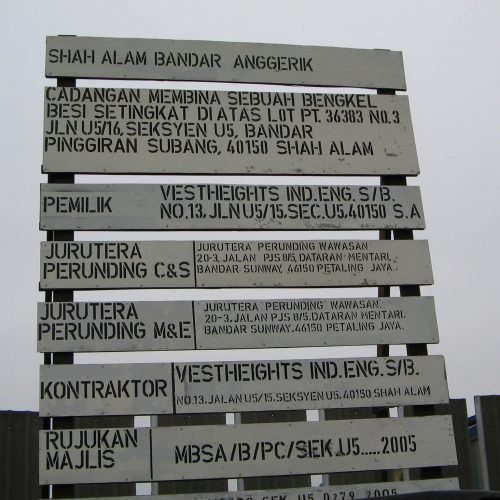 SHAH ALAM BANDAR ANGGERIK
CADANGAN MEMBINA SEBUAH BENGKEL
BESI SETINGKAT DI ATAS LOT PT. 36383 NO.3
JLN U5/16, SEKSYEN U5, BANDAR
PINGGIRAN SUBANG, 40150 SHAH ALAM
PEMILIK
VESTHEIGHTS IND.ENG. S/B.
NO.13, JLN U5/15, SEC.U5, 40150 S.A
JURUTERA
PERUNDING C&S
JURUTERA PERUNDING WAWASAN
20-3, JALAN PJS 8/5, DATARAN MENTARI,
BANDAR SUNWAY, 46150 PETALING JAYA.
JURUTERA
PERUNDING M&E
JURUTERA PERUNDING WAWASAN
20-3, JALAN PJS 8/5, DATARAN MENTARI.
BANDAR SUNWAY. 46150 PETALING JAYA.
KONTRAKTOR
VESTHEIGHTS IND.ENG. S/B.
NO.13, JALAN U5/15, SEKSYEN U5, 40150 SHAH ALAM
RUJUKAN
MAJLIS
MBSA/B/PC/SEK.U5.....2005
SEK U5 0279 2005